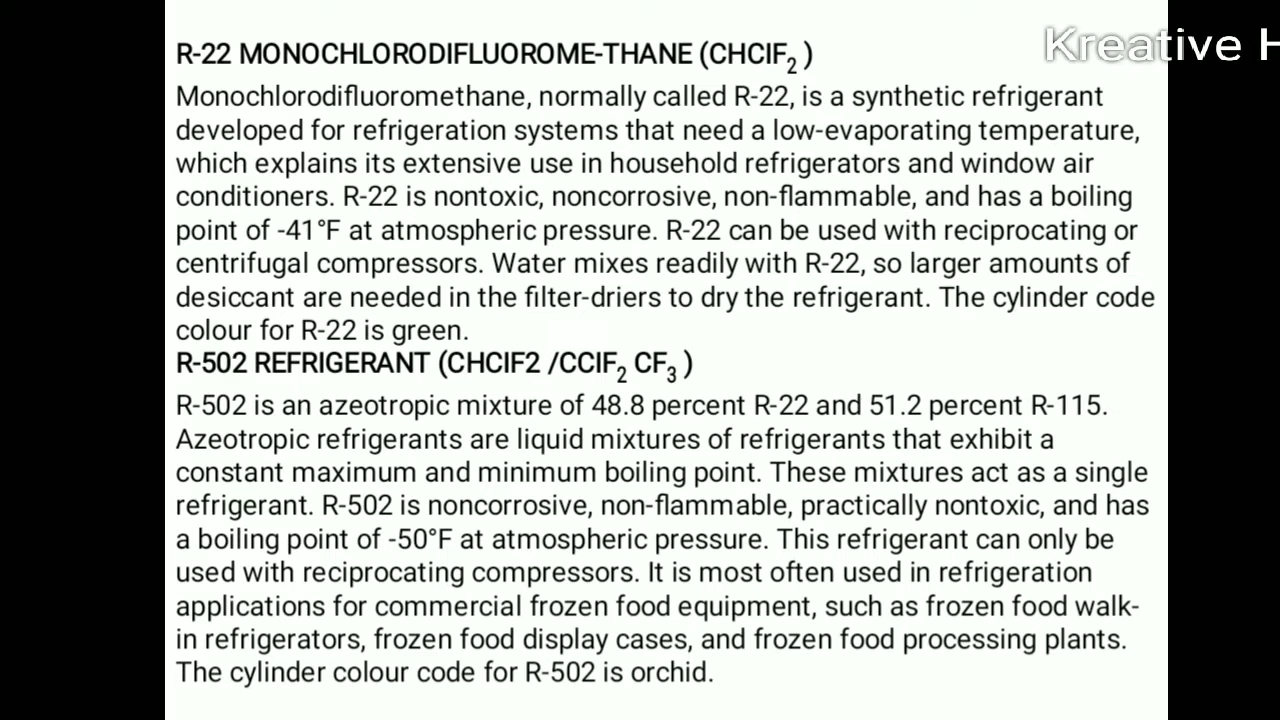 Kreative H
R-22 MONOCHLORODIFLUOROME-THANE (CHCIF2 )
Monochlorodifluoromethane, normally called R-22, is a synthetic refrigerant
developed for refrigeration systems that need a low-evaporating temperature,
which explains its extensive use in household refrigerators and window air
conditioners. R-22 is nontoxic, noncorrosive, non-flammable, and has a boiling
point of -41°F at atmospheric pressure. R-22 can be used with reciprocating or
centrifugal compressors. Water mixes readily with R-22, so larger amounts of
desiccant are needed in the filter-driers to dry the refrigerant. The cylinder code
colour for R-22 is green.
R-502 REFRIGERANT (CHCIF2 /CCIF2 CF3 )
R-502 is an azeotropic mixture of 48.8 percent R-22 and 51.2 percent R-115.
Azeotropic refrigerants are liquid mixtures of refrigerants that exhibit a
constant maximum and minimum boiling point. These mixtures act as a single
refrigerant. R-502 is noncorrosive, non-flammable, practically nontoxic, and has
a boiling point of -50°F at atmospheric pressure. This refrigerant can only be
used with reciprocating compressors. It is most often used in refrigeration
applications for commercial frozen food equipment, such as frozen food walk-
in refrigerators, frozen food display cases, and frozen food processing plants.
The cylinder colour code for R-502 is orchid.